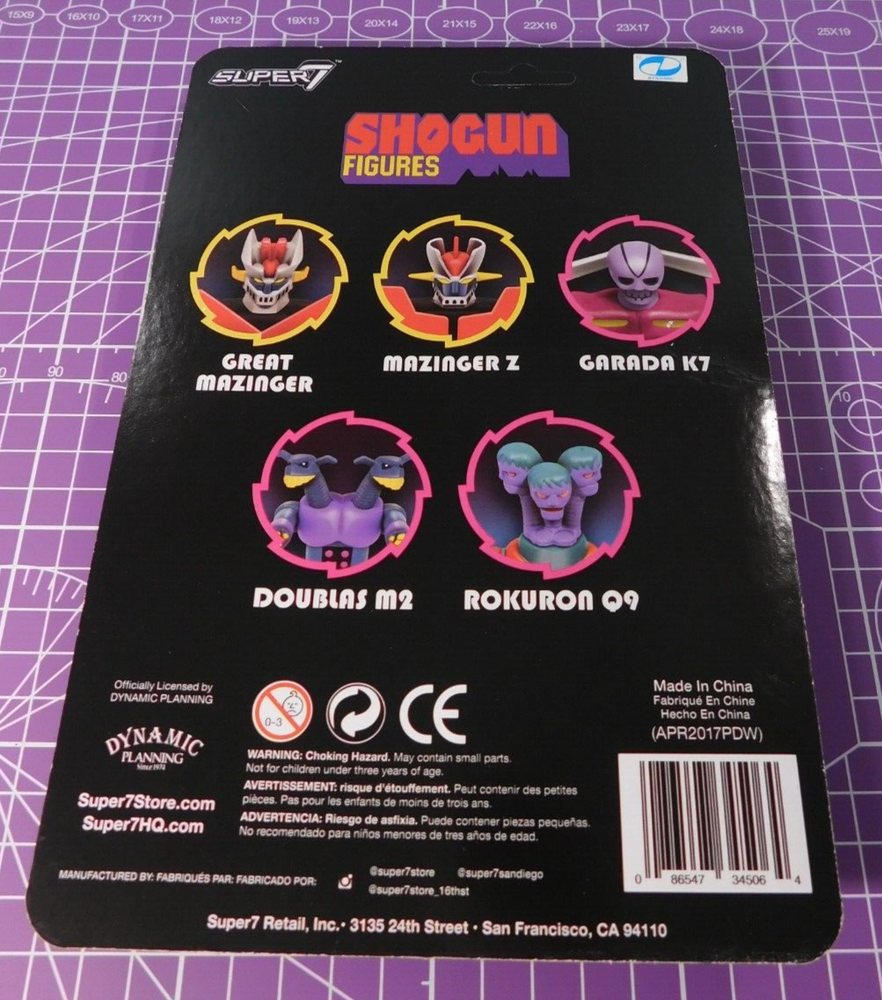 15X9
16X10
17X11
18X12
19X13
20X14
21X15
22X16
23X17
24X18
25X19
SUPER7™
SHOGUN
FIGURES
GREAT
MAZINGER
MAZINGER Z
GARADA K7
90
80
10
DOUBLAS M2
ROKURON Q9
Officially Licensed by
DYNAMIC PLANNING
DYNAMIC
PLANNING
Since 1974
Super7Store.com
Super7HQ.com
0-3
CE
WARNING: Choking Hazard. May contain small parts.
Not for children under three years of age.
AVERTISSEMENT: risque d'étouffement. Peut contenir des petites
pièces. Pas pour les enfants de moins de trois ans.
ADVERTENCIA: Riesgo de asfixia. Puede contener piezas pequeñas.
No recomendado para niños menores de tres años de edad.
Made In China
Fabriqué En Chine
Hecho En China
(APR2017PDW)
0 86547 34506 4
MANUFACTURED BY: FABRIQUÉS PAR: FABRICADO POR:
@super7store @super7sandiego
@super7store_16thst
Super7 Retail, Inc. • 3135 24th Street • San Francisco, CA 94110